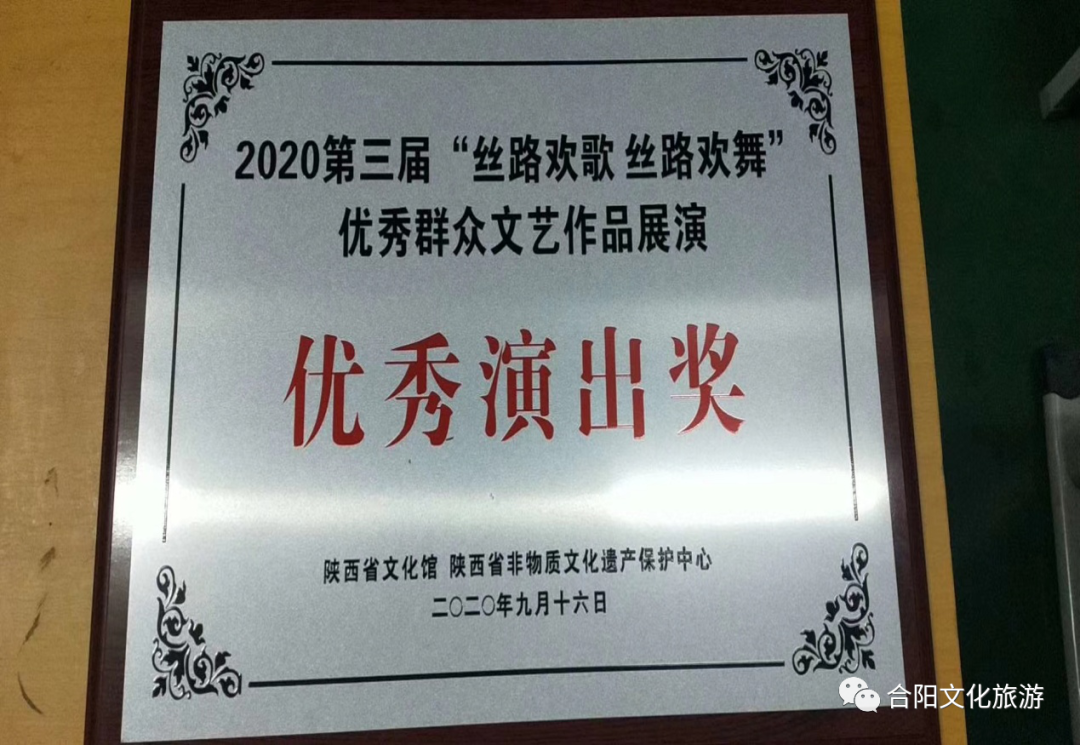 2020第三届“丝路欢歌 丝路欢舞”
优秀群众文艺作品展演
优秀演出奖
陕西省文化馆 陕西省非物质文化遗产保护中心
二〇二〇年九月十六日
合阳文化旅游